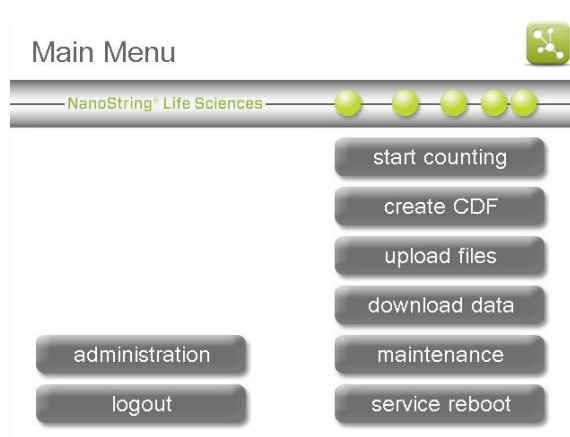 Main Menu
NanoString® Life Sciences
start counting
create CDF
upload files
download data
administration
maintenance
logout
service reboot